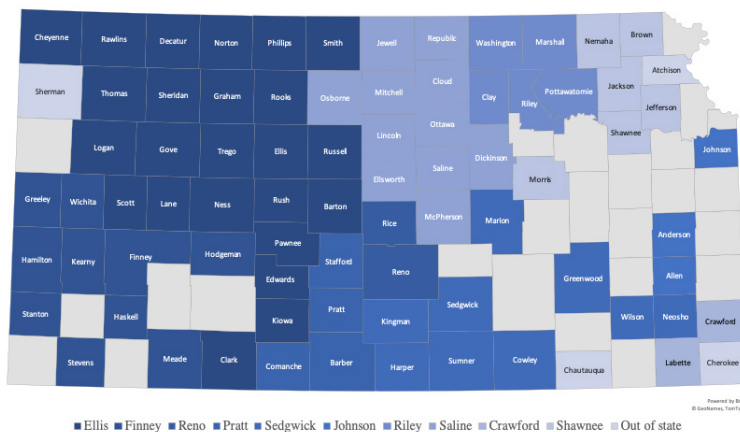 Cheyenne Rawlins Decatur Norton Phillips Smith Jewell Republic Washington Marshall Nemaha Brown
Atchison
Sherman Thomas Sheridan Graham Rooks Osborne Mitchell Cloud Clay Riley Pottawatomie Jackson
Jefferson
Lincoln Ottawa Shawnee
Logan Gove Trego Ellis Russell Dickinson Johnson
Ellsworth Saline Morris
Greeley Wichita Scott Lane Ness Rush Barton
Rice McPherson Marion
Pawnee Anderson
Hamilton Kearny Finney Hodgeman Stafford
Edwards Reno Greenwood Allen
Stanton Haskell Kiowa Pratt Kingman Sedgwick Wilson Neosho Crawford
Stevens Meade Clark Comanche Barber Harper Sumner Cowley Chautauqua Labette Cherokee
Powered by B
© GeoNames, TomT
Ellis Finney Reno Pratt Sedgwick Johnson Riley Saline Crawford Shawnee Out of state